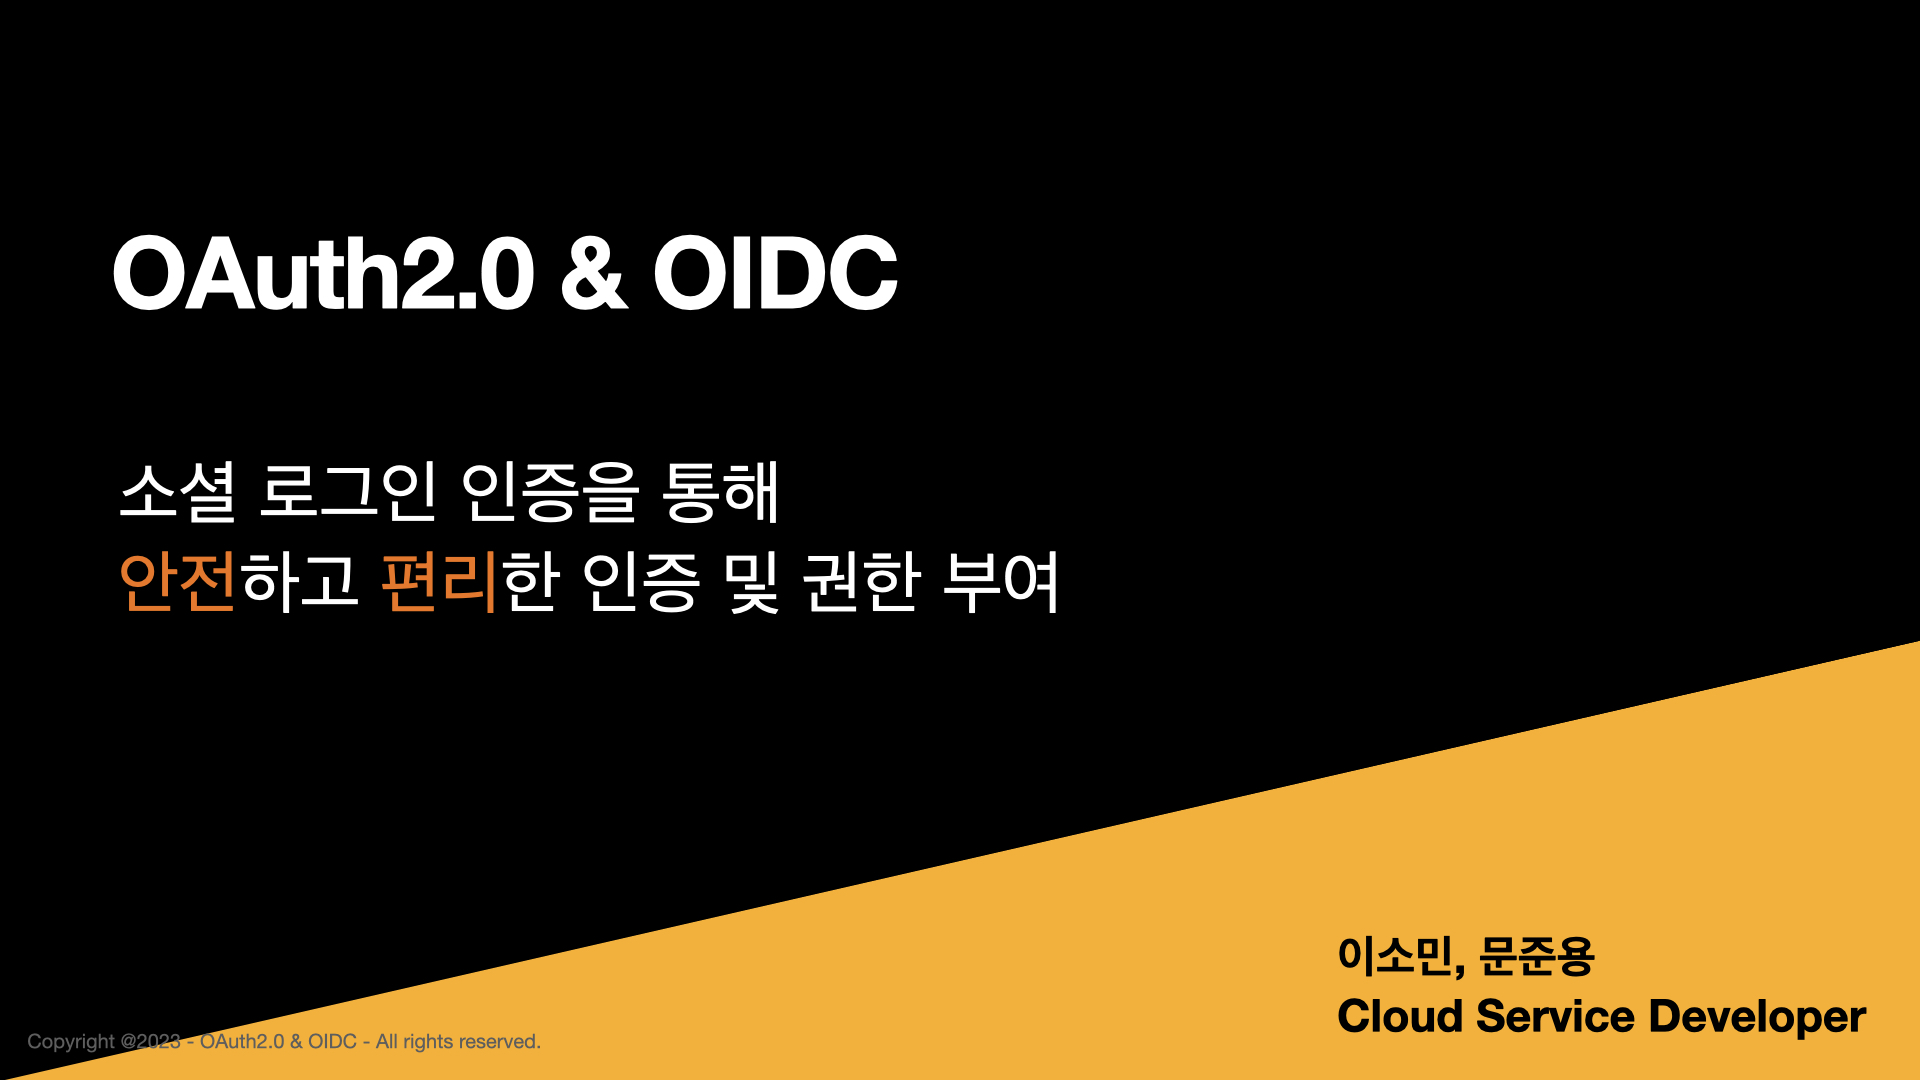 OAuth2.0 & OIDC
소셜 로그인 인증을 통해
안전하고 편리한 인증 및 권한 부여
이소민, 문준용
Cloud Service Developer
Copyright @2023 - OAuth2.0 & OIDC - All rights reserved.